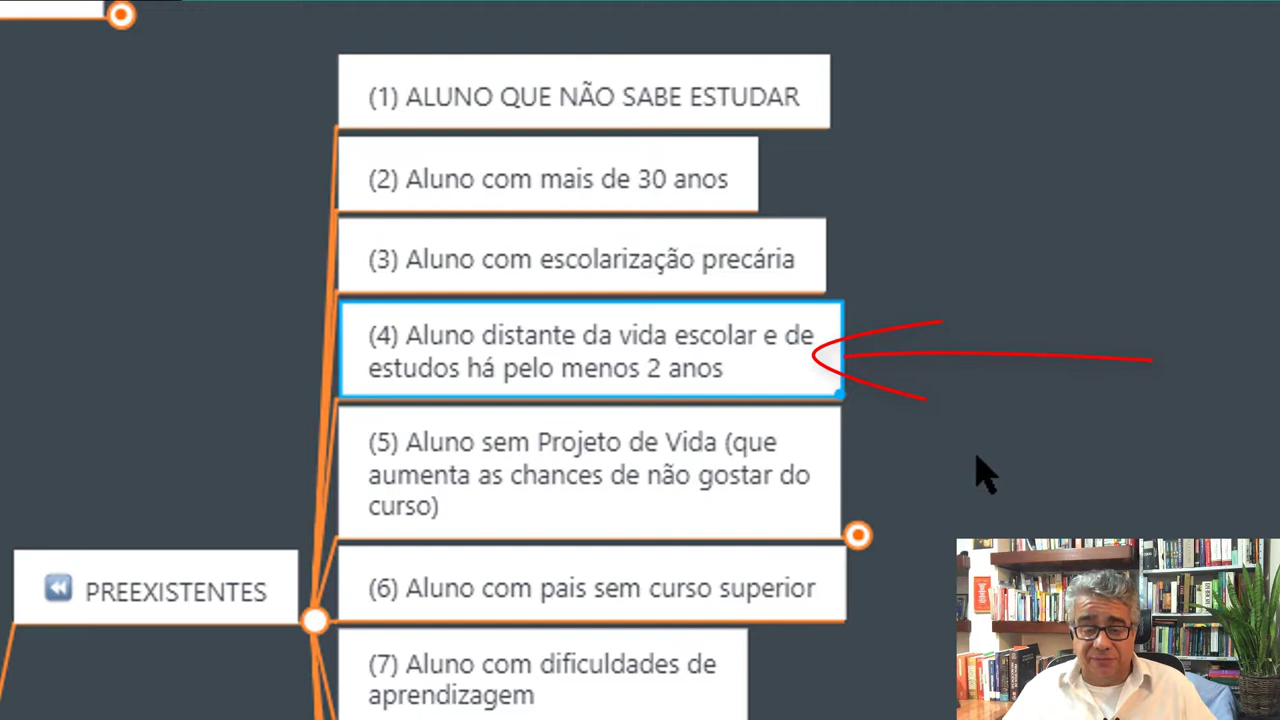 (1) ALUNO QUE NÃO SABE ESTUDAR
(2) Aluno com mais de 30 anos
(3) Aluno com escolarização precária
(4) Aluno distante da vida escolar e de
estudos há pelo menos 2 anos
(5) Aluno sem Projeto de Vida (que
aumenta as chances de não gostar do
curso)
PREEXISTENTES
(6) Aluno com pais sem curso superior
(7) Aluno com dificuldades de
aprendizagem